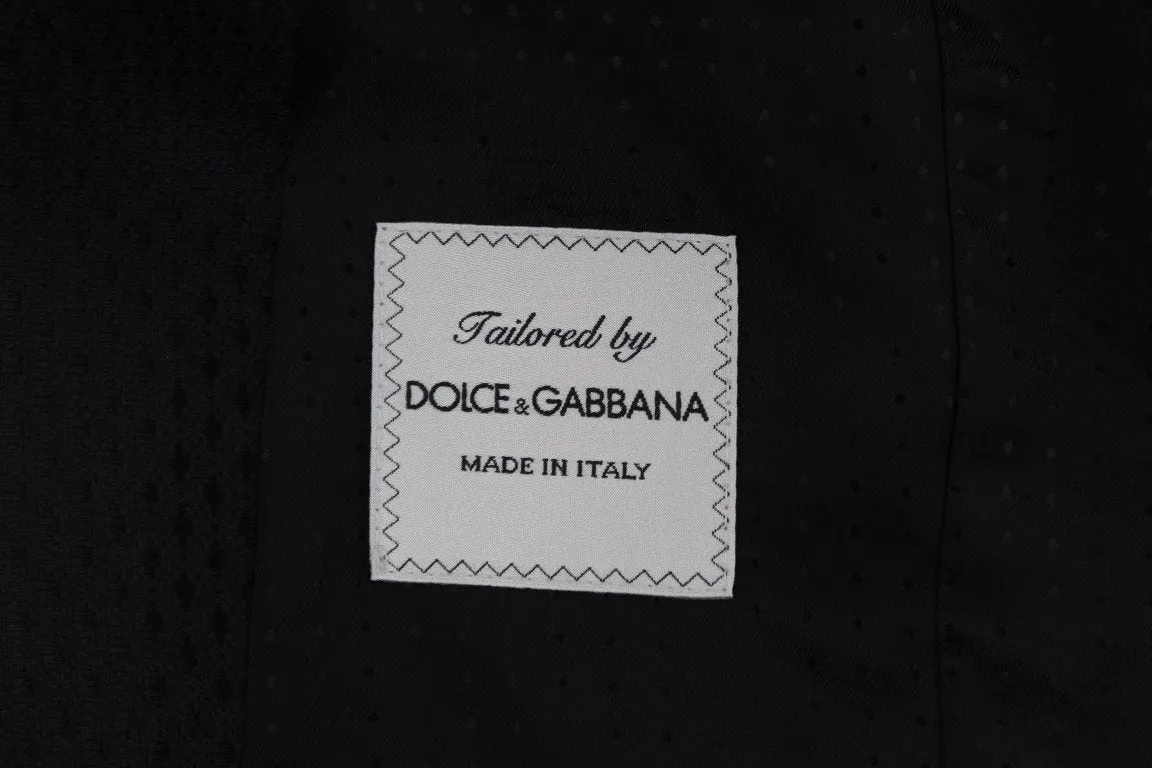 Tailored by
DOLCE & GABBANA
MADE IN ITALY